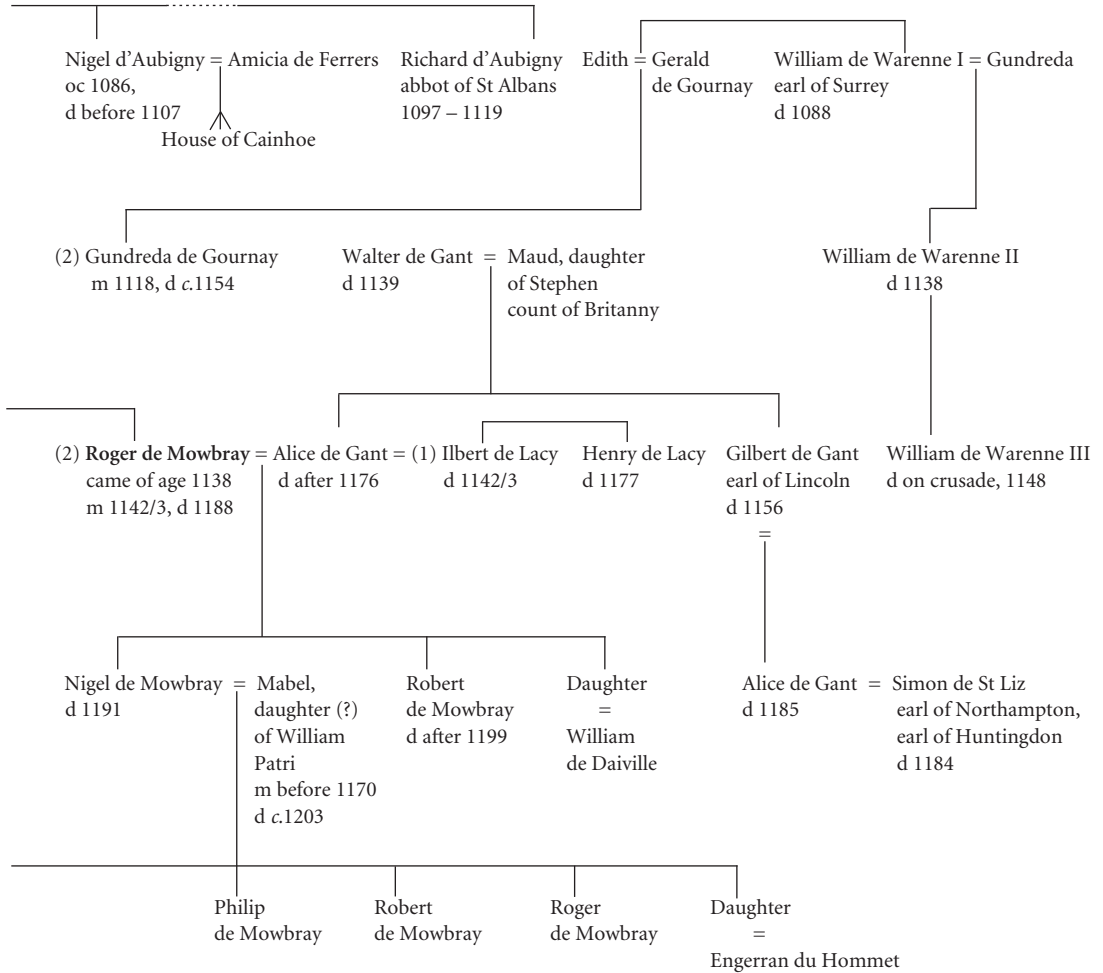 Nigel d’Aubigny = Amicia de Ferrers
oc 1086,
d before 1107
House of Cainhoe
Richard d’Aubigny
abbot of St Albans
1097 – 1119
Edith = Gerald
de Gournay
William de Warenne I = Gundreda
earl of Surrey
d 1088
(2) Gundreda de Gournay
m 1118, d c.1154
Walter de Gant = Maud, daughter
d 1139
of Stephen
count of Britanny
William de Warenne II
d 1138
(2) Roger de Mowbray = Alice de Gant = (1) Ilbert de Lacy
came of age 1138
m 1142/3, d 1188
d after 1176
d 1142/3
Henry de Lacy
d 1177
Gilbert de Gant
earl of Lincoln
d 1156
=
William de Warenne III
d on crusade, 1148
Nigel de Mowbray = Mabel,
d 1191
daughter (?)
of William
Patri
m before 1170
d c.1203
Robert
de Mowbray
d after 1199
Daughter
=
William
de Daiville
Alice de Gant = Simon de St Liz
d 1185
earl of Northampton,
earl of Huntingdon
d 1184
Philip
de Mowbray
Robert
de Mowbray
Roger
de Mowbray
Daughter
=
Engerran du Hommet